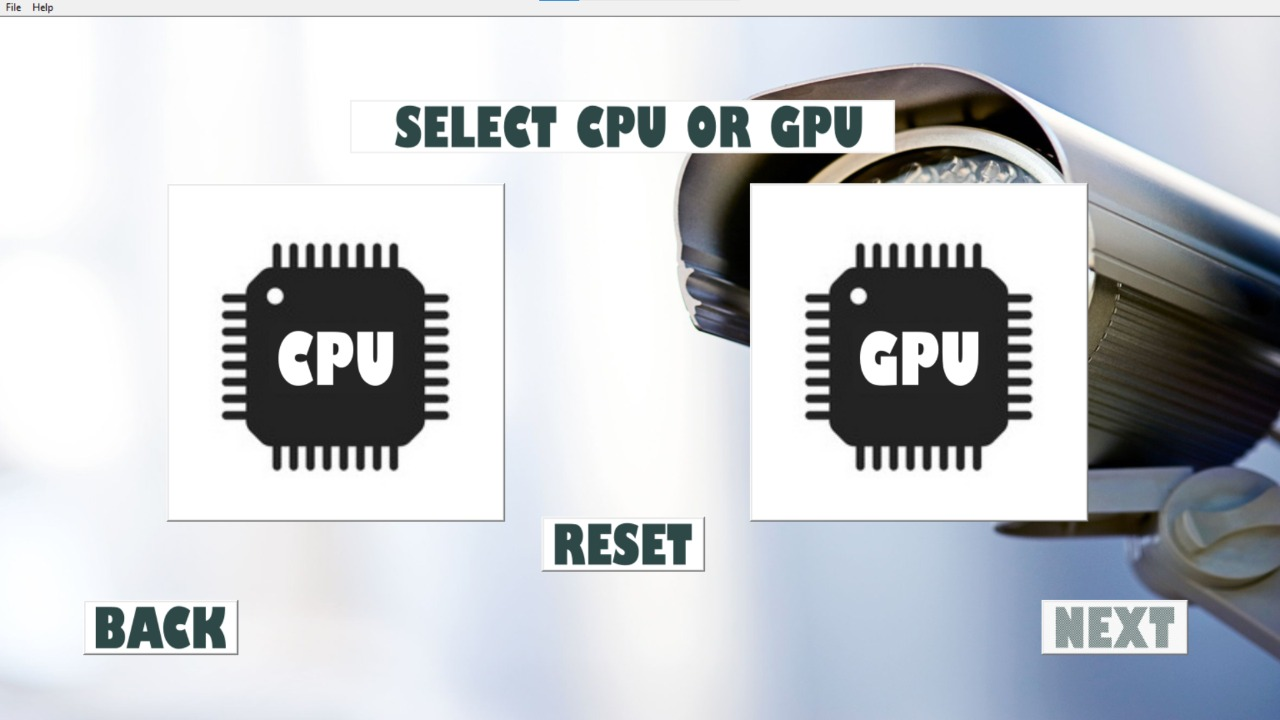 File Help
SELECT CPU OR GPU
CPU
GPU
RESET
BACK
NEXT